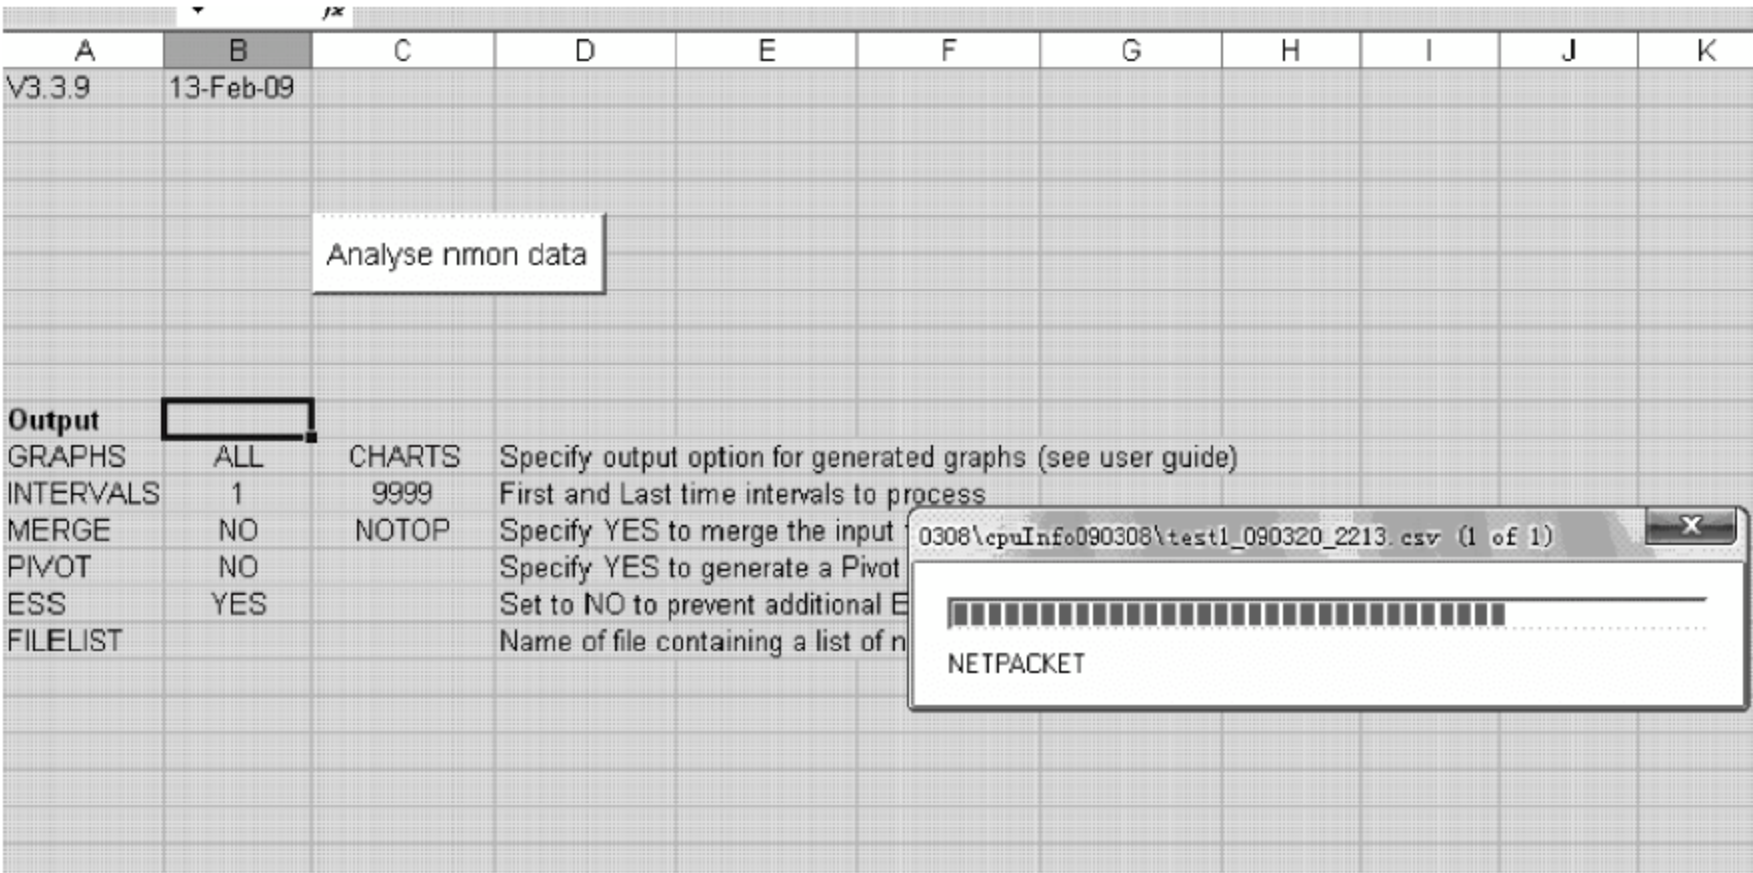 fx
A B C D E F G H I J K
V3.3.9 13-Feb-09
Analyse nmon data
Output
GRAPHS ALL CHARTS Specify output option for generated graphs (see user guide)
INTERVALS 1 9999 First and Last time intervals to process
MERGE NO NOTOP Specify YES to merge the input
PIVOT NO Specify YES to generate a Pivot
ESS YES Set to NO to prevent additional E
FILELIST Name of file containing a list of n
0308\cpuInfo090308\test1_090320_2213.csv (1 of 1)
NETPACKET